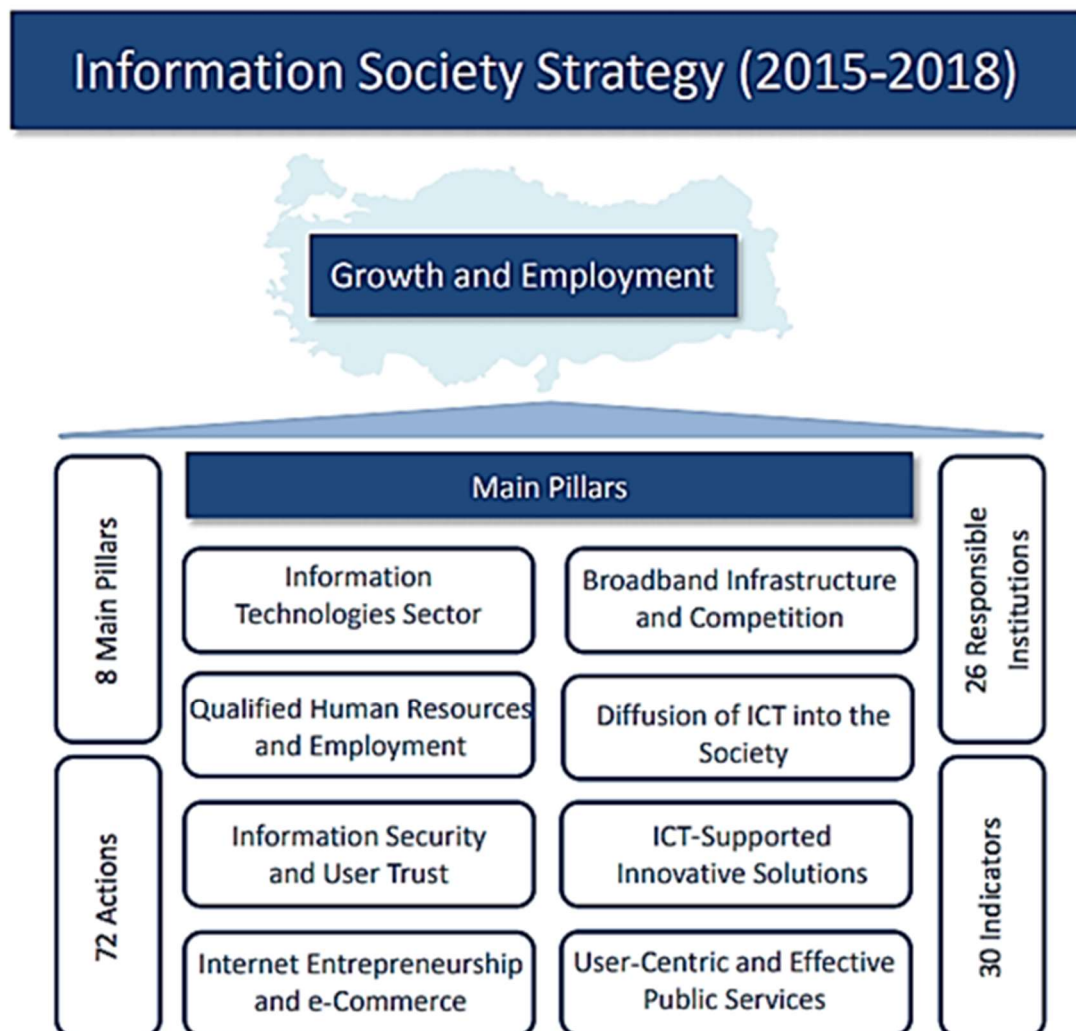 Information Society Strategy (2015-2018)
Growth and Employment
8 Main Pillars
72 Actions
Main Pillars
Information
Technologies Sector
Broadband Infrastructure
and Competition
Qualified Human Resources
and Employment
Diffusion of ICT into the
Society
Information Security
and User Trust
ICT-Supported
Innovative Solutions
Internet Entrepreneurship
and e-Commerce
User-Centric and Effective
Public Services
26 Responsible
Institutions
30 Indicators